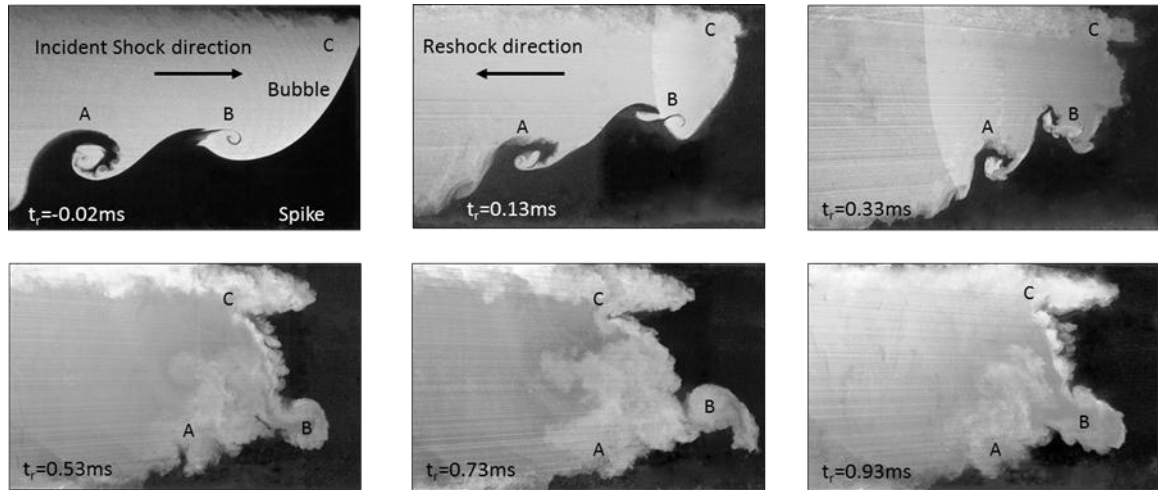 Incident Shock direction
C
Bubble
A
B
Spike
t_r=-0.02ms
Reshock direction
C
B
A
t_r=0.13ms
C
A
B
t_r=0.33ms
C
A
B
t_r=0.53ms
C
B
A
t_r=0.73ms
C
B
A
t_r=0.93ms